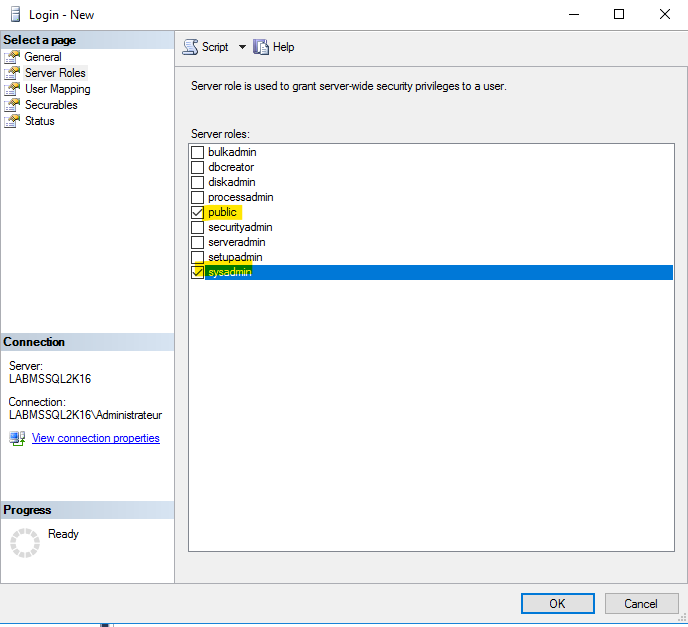 Login - New
Select a page
General
Server Roles
User Mapping
Securables
Status
Script
Help
Server role is used to grant server-wide security privileges to a user.
Server roles:
bulkadmin
dbcreator
diskadmin
processadmin
public
securityadmin
serveradmin
setupadmin
sysadmin
Connection
Server:
LABMSSQL2K16
Connection:
LABMSSQL2K16\Administrateur
View connection properties
Progress
Ready
OK
Cancel